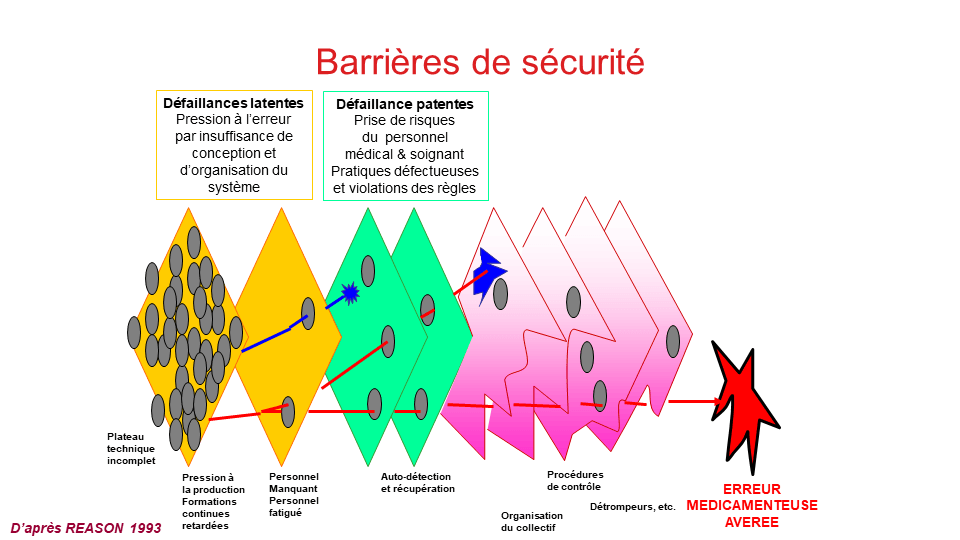 Barrières de sécurité
Défaillances latentes
Pression à l'erreur
par insuffisance de
conception et
d'organisation du
système
Défaillance patentes
Prise de risques
du personnel
médical & soignant
Pratiques défectueuses
et violations des règles
Plateau
technique
incomplet
Pression à
la production
Formations
continues
retardées
Personnel
Manquant
Personnel
fatigué
Auto-détection
et récupération
Organisation
du collectif
Procédures
de contrôle
Détrompeurs, etc.
ERREUR
MEDICAMENTEUSE
AVEREE
D'après REASON 1993